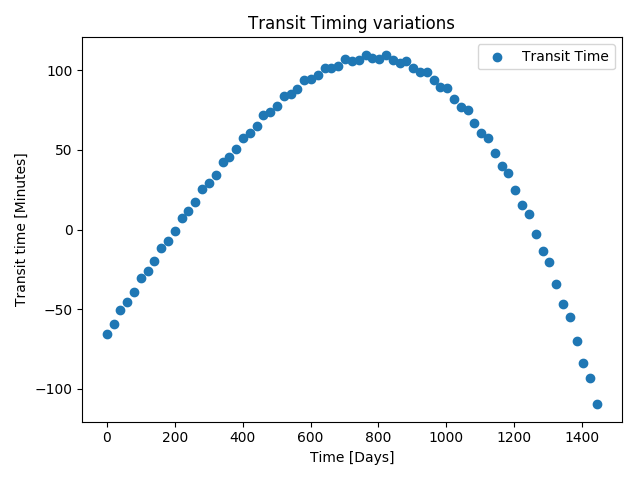 Transit Timing variations
Transit Time
Transit time [Minutes]
100
50
0
−50
−100
0 200 400 600 800 1000 1200 1400
Time [Days]